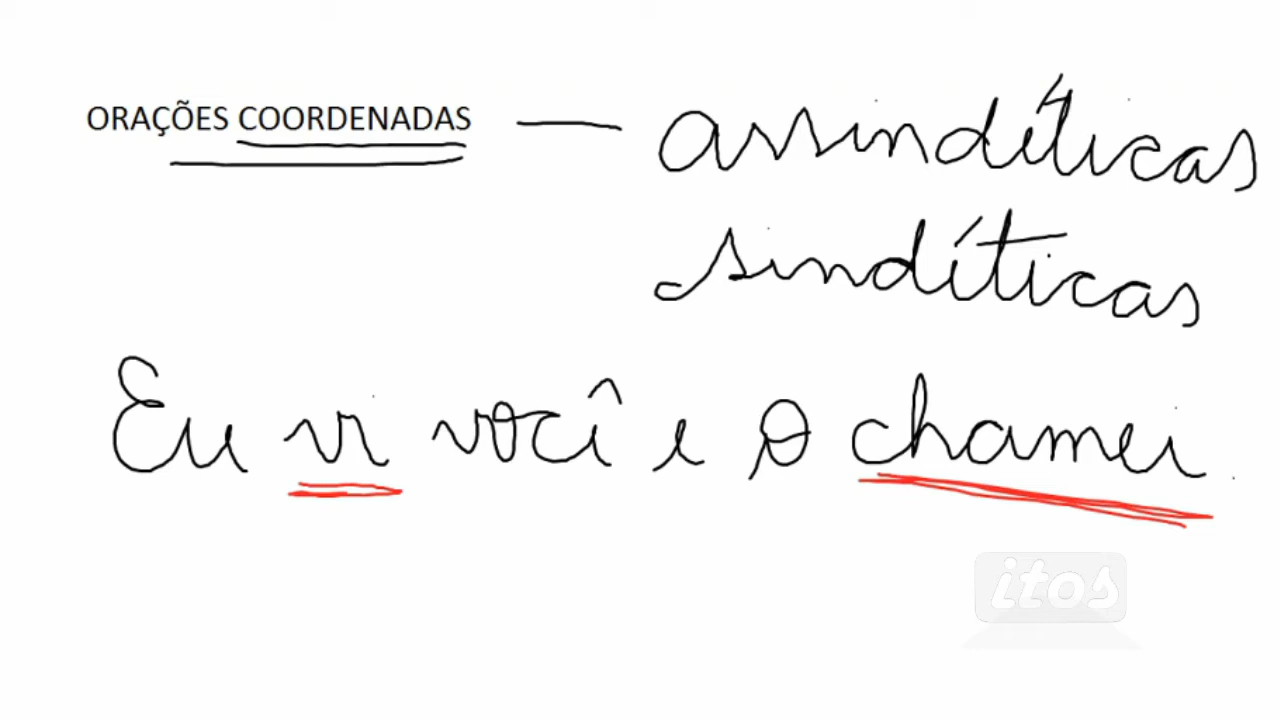 ORAÇÕES COORDENADAS — assindéticas
sindéticas
Eu vi você e o chamei.
itos